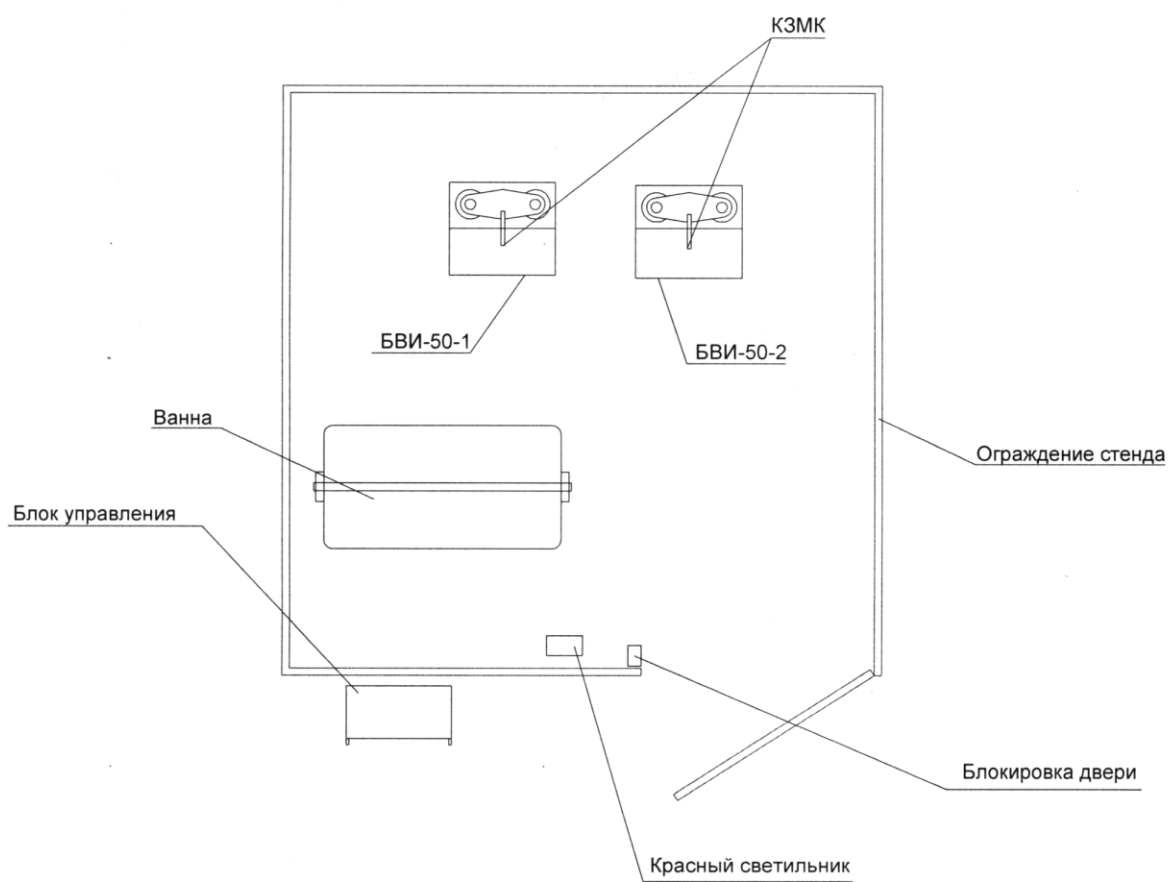 КЗМК
БВИ-50-1
БВИ-50-2
Ванна
Ограждение стенда
Блок управления
Блокировка двери
Красный светильник